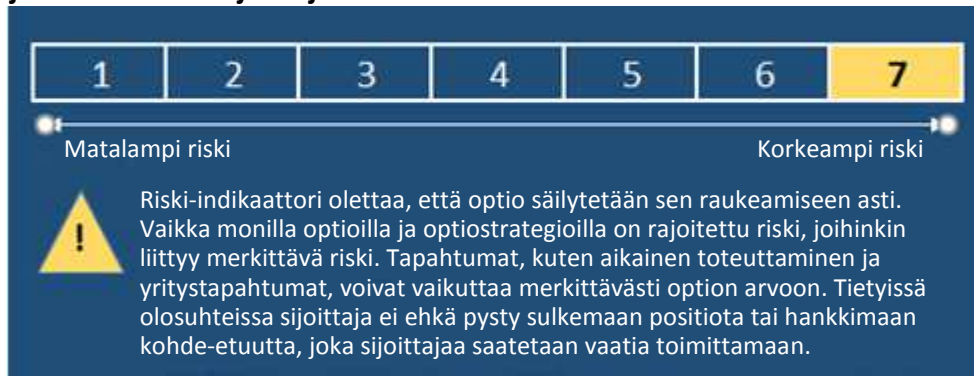 1 2 3 4 5 6 7
Matalampi riski Korkeampi riski
Riski-indikaattori olettaa, että optio säilytetään sen raukeamiseen asti.
! Vaikka monilla optioilla ja optiostrategioilla on rajoitettu riski, joihinkin
liittyy merkittävä riski. Tapahtumat, kuten aikainen toteuttaminen ja
yritystapahtumat, voivat vaikuttaa merkittävästi option arvoon. Tietyissä
olosuhteissa sijoittaja ei ehkä pysty sulkemaan positiota tai hankkimaan
kohde-etuutta, joka sijoittajaa saatetaan vaatia toimittamaan.